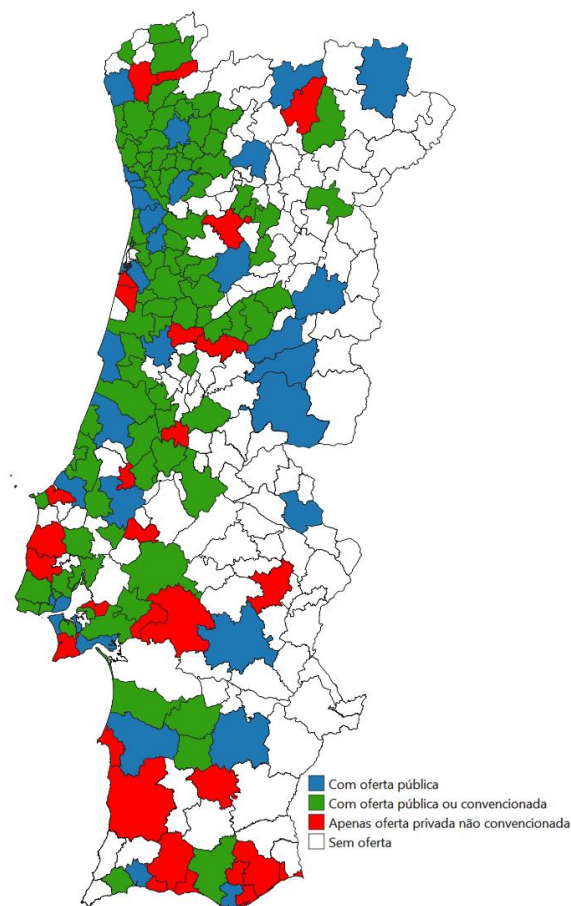 Com oferta pública
Com oferta pública ou convencionada
Apenas oferta privada não convencionada
Sem oferta